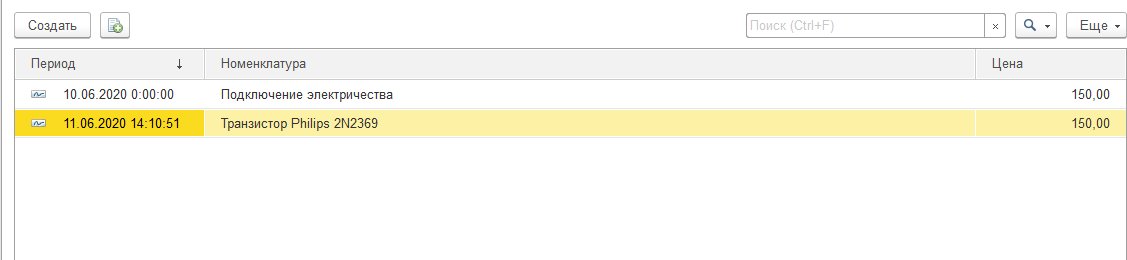 Создать
Поиск (Ctrl+F)
×
Еще
Период ↓ Номенклатура Цена
10.06.2020 0:00:00 Подключение электричества 150,00
11.06.2020 14:10:51 Транзистор Philips 2N2369 150,00